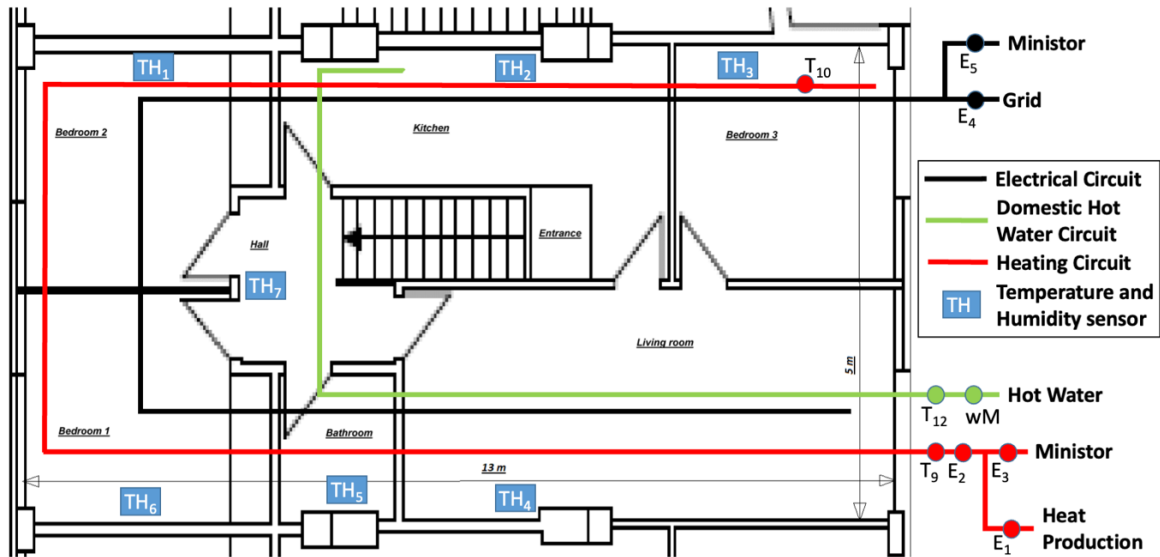 TH1
TH2
TH3
T10
E5
Ministor
E4
Grid
Bedroom 2
Kitchen
Bedroom 3
Electrical Circuit
Domestic Hot
Water Circuit
Heating Circuit
TH
Temperature and
Humidity sensor
Hall
Entrance
TH7
Living room
5 m
Hot Water
T12
wM
Bedroom 1
Bathroom
Ministor
T9
E2
E3
13 m
TH6
TH5
TH4
Heat
Production
E1